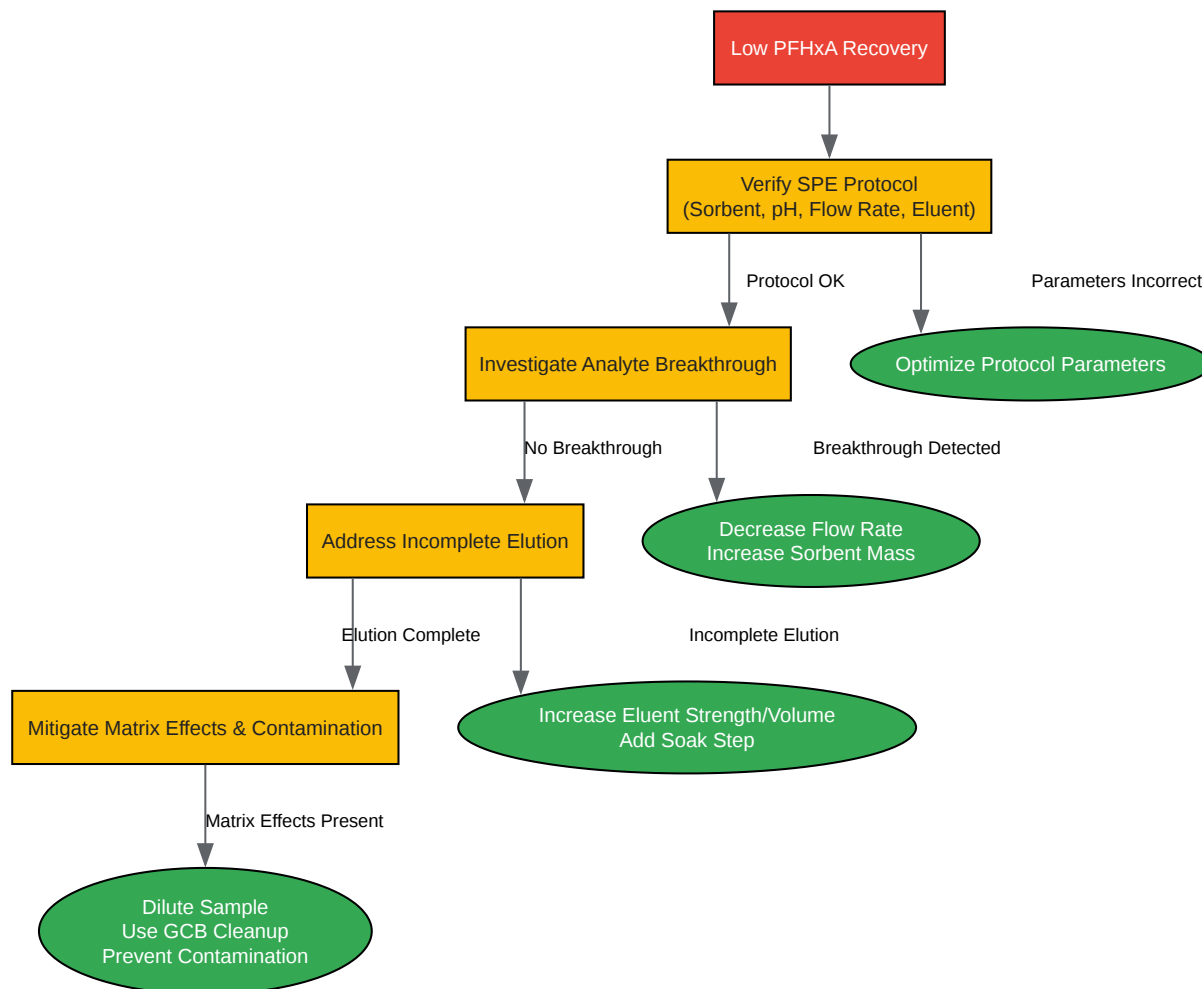 Low PFHxA Recovery
Verify SPE Protocol
(Sorbent, pH, Flow Rate, Eluent)
Protocol OK
Parameters Incorrect
Investigate Analyte Breakthrough
Optimize Protocol Parameters
No Breakthrough
Breakthrough Detected
Address Incomplete Elution
Decrease Flow Rate
Increase Sorbent Mass
Elution Complete
Incomplete Elution
Mitigate Matrix Effects & Contamination
Increase Eluent Strength/Volume
Add Soak Step
Matrix Effects Present
Dilute Sample
Use GCB Cleanup
Prevent Contamination